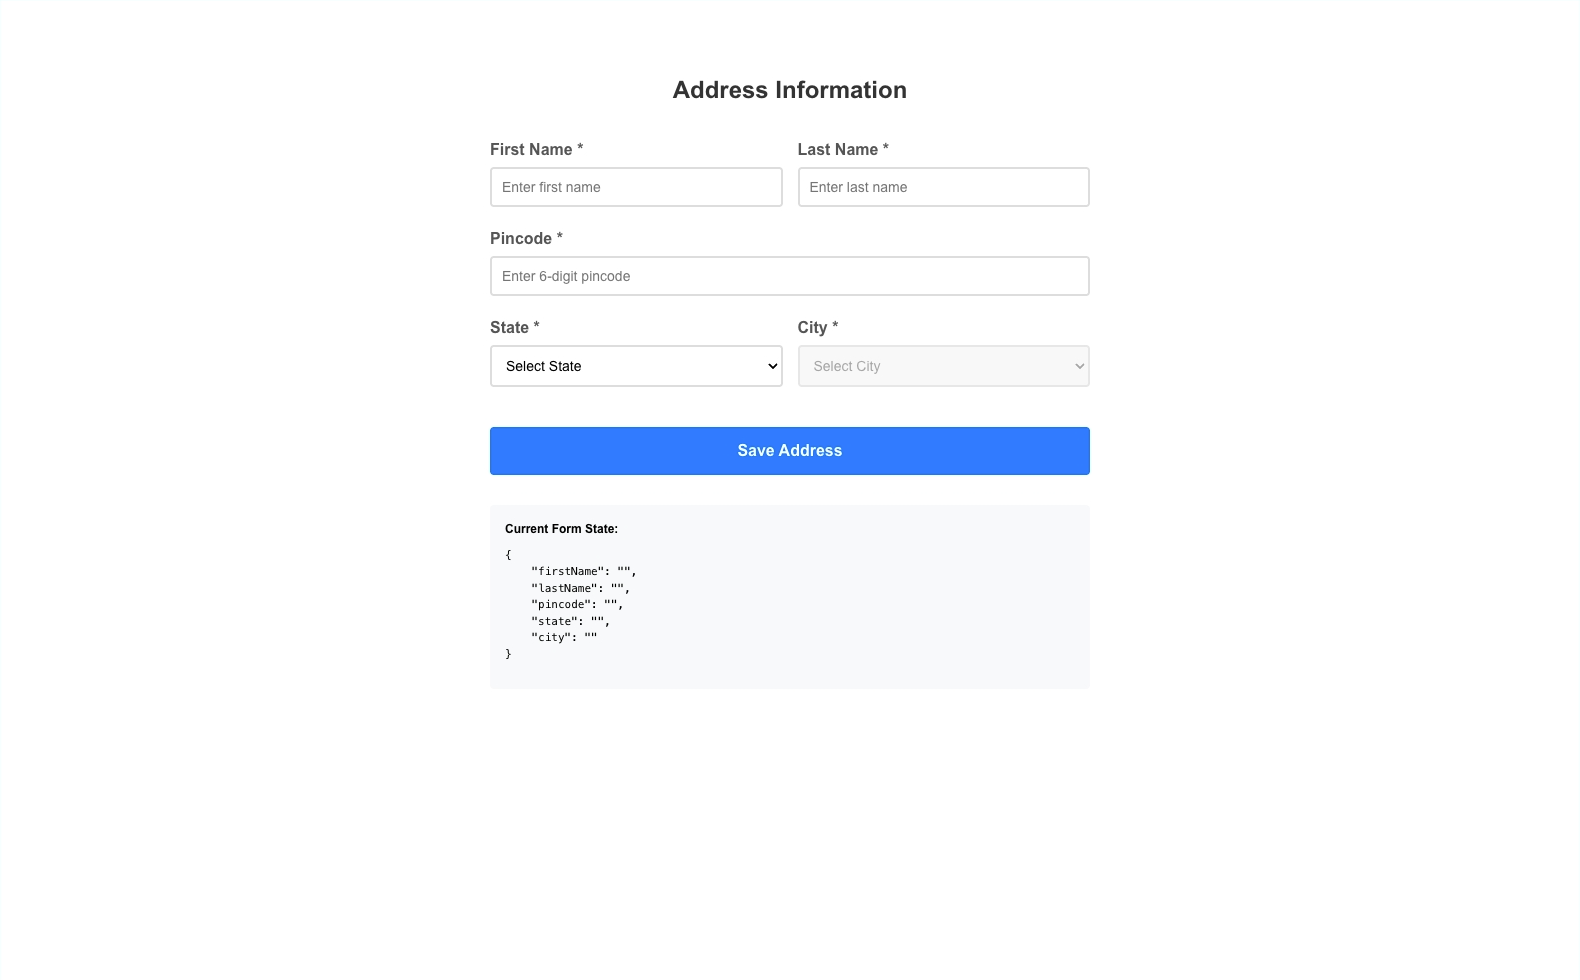 Address Information
First Name *
Last Name *
Enter first name
Enter last name
Pincode *
Enter 6-digit pincode
State *
City *
Select State
Select City
Save Address
Current Form State:
{
    "firstName": "",
    "lastName": "",
    "pincode": "",
    "state": "",
    "city": ""
}